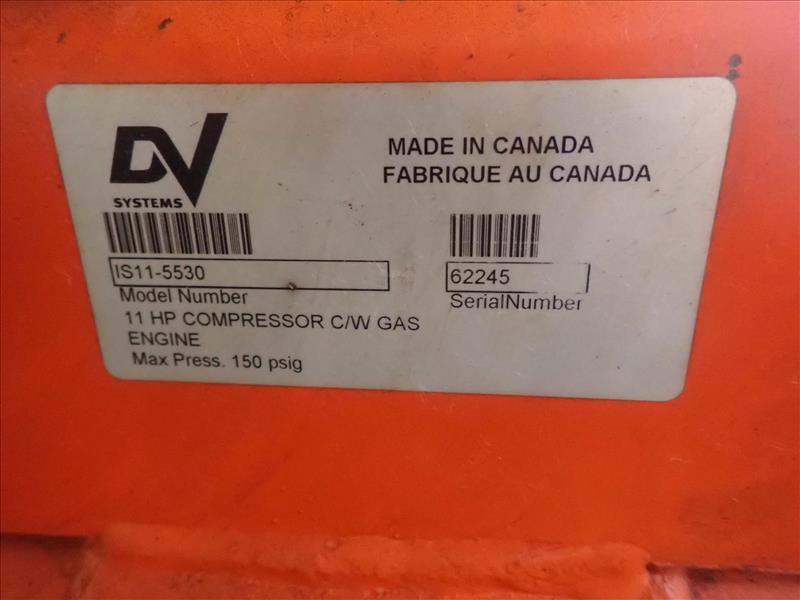 DV
SYSTEMS
MADE IN CANADA
FABRIQUE AU CANADA
IS11-5530
Model Number
62245
SerialNumber
11 HP COMPRESSOR C/W GAS
ENGINE
Max Press. 150 psig